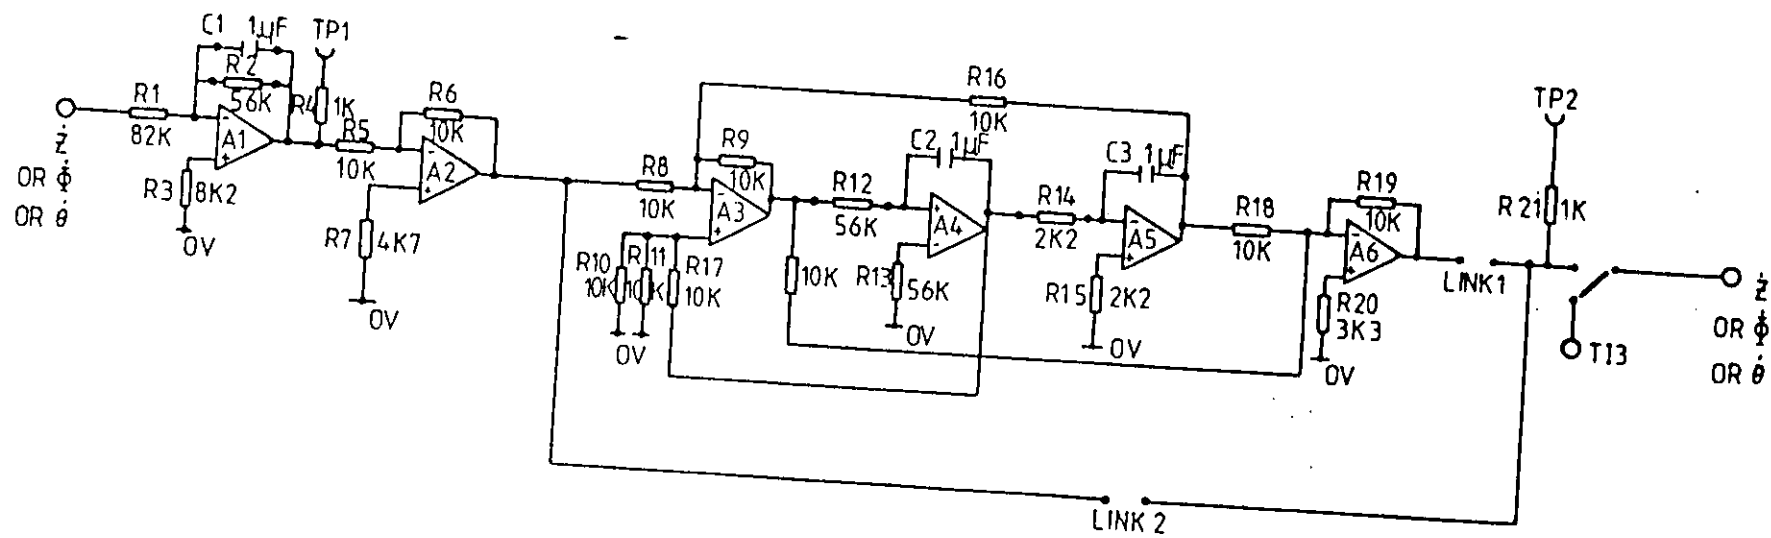 C1 1µF TP1
R2
56K
R4 1K
R1
82K
A1
ż
OR Φ̇
OR θ̇
R3 8K2
0V
R5
10K
R6
10K
A2
R7 4K7
0V
R16
10K
R8
10K
R9
10K
A3
R10
10K
R11
10K
0V
R17
10K
R12
56K
C2 1µF
A4
10K
R13 56K
0V
R14
2K2
C3 1µF
A5
R15 2K2
0V
R18
10K
R19
10K
A6
R20
3K3
0V
LINK1
TP2
R21 1K
TI3
ż
OR Φ̇
OR θ̇
LINK 2